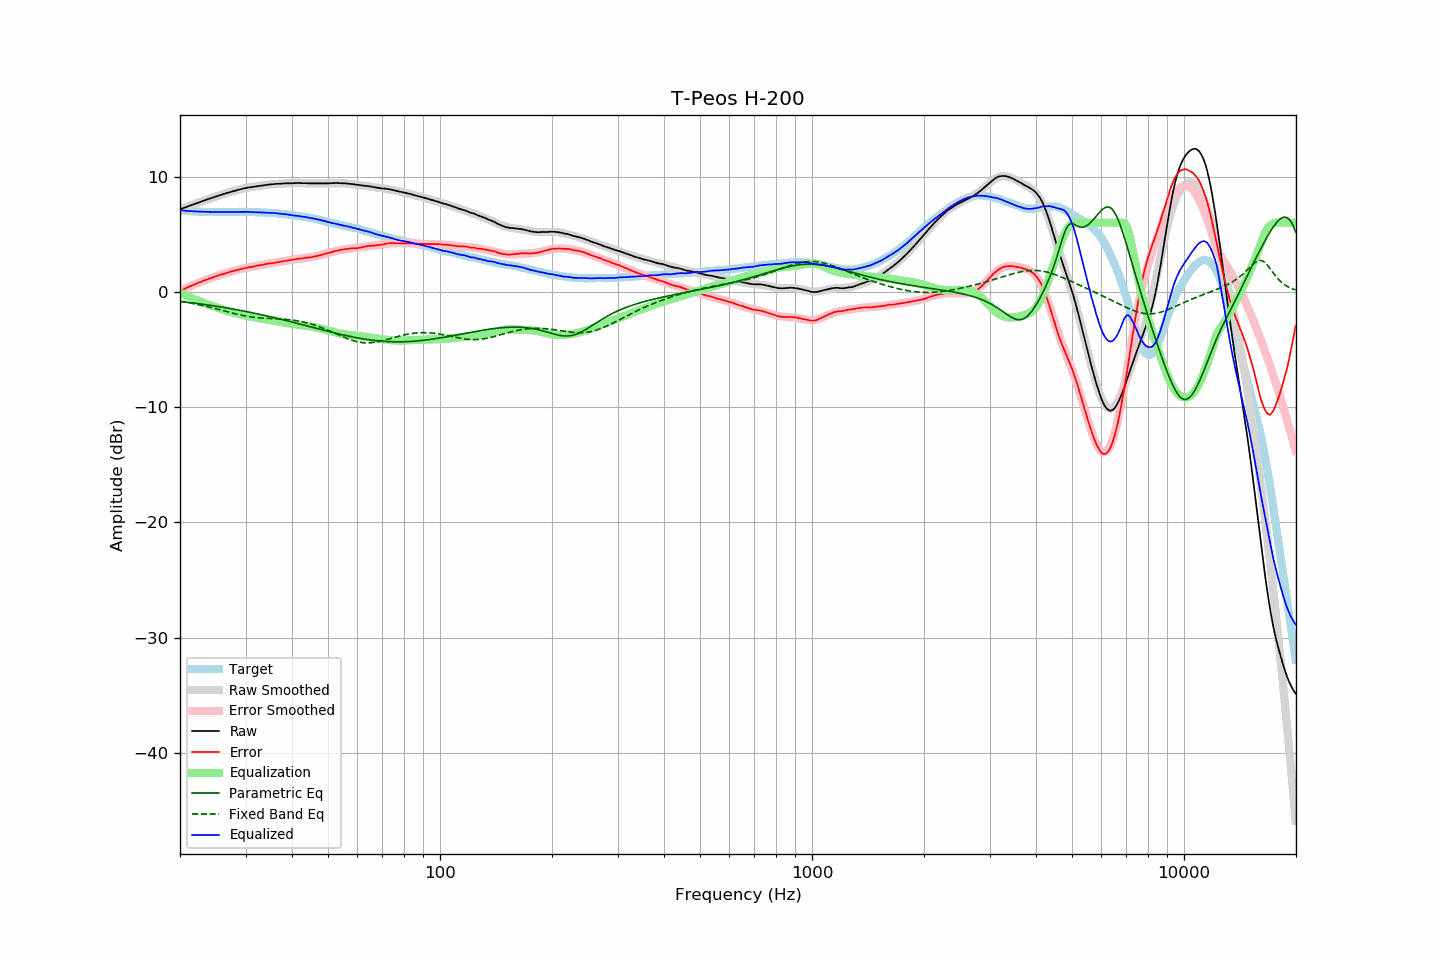 T-Peos H-200
10
0
−10
−20
−30
−40
Amplitude (dBr)
Target
Raw Smoothed
Error Smoothed
Raw
Error
Equalization
Parametric Eq
Fixed Band Eq
Equalized
100
1000
10000
Frequency (Hz)